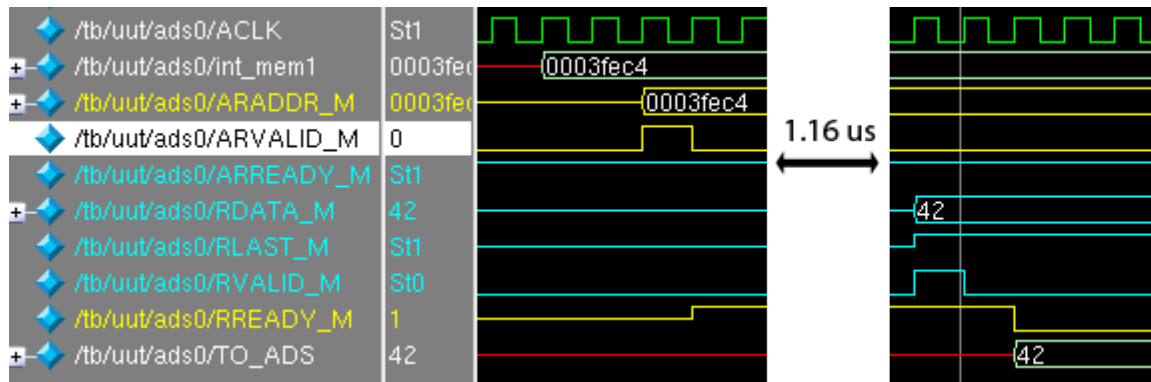 /tb/uut/ads0/ACLK St1
/tb/uut/ads0/int_mem1 0003fec 0003fec4
/tb/uut/ads0/ARADDR_M 0003fec 0003fec4
/tb/uut/ads0/ARVALID_M 0
1.16 us
/tb/uut/ads0/ARREADY_M St1
/tb/uut/ads0/RDATA_M 42 42
/tb/uut/ads0/RLAST_M St1
/tb/uut/ads0/RVALID_M St0
/tb/uut/ads0/RREADY_M 1
/tb/uut/ads0/TO_ADS 42 42